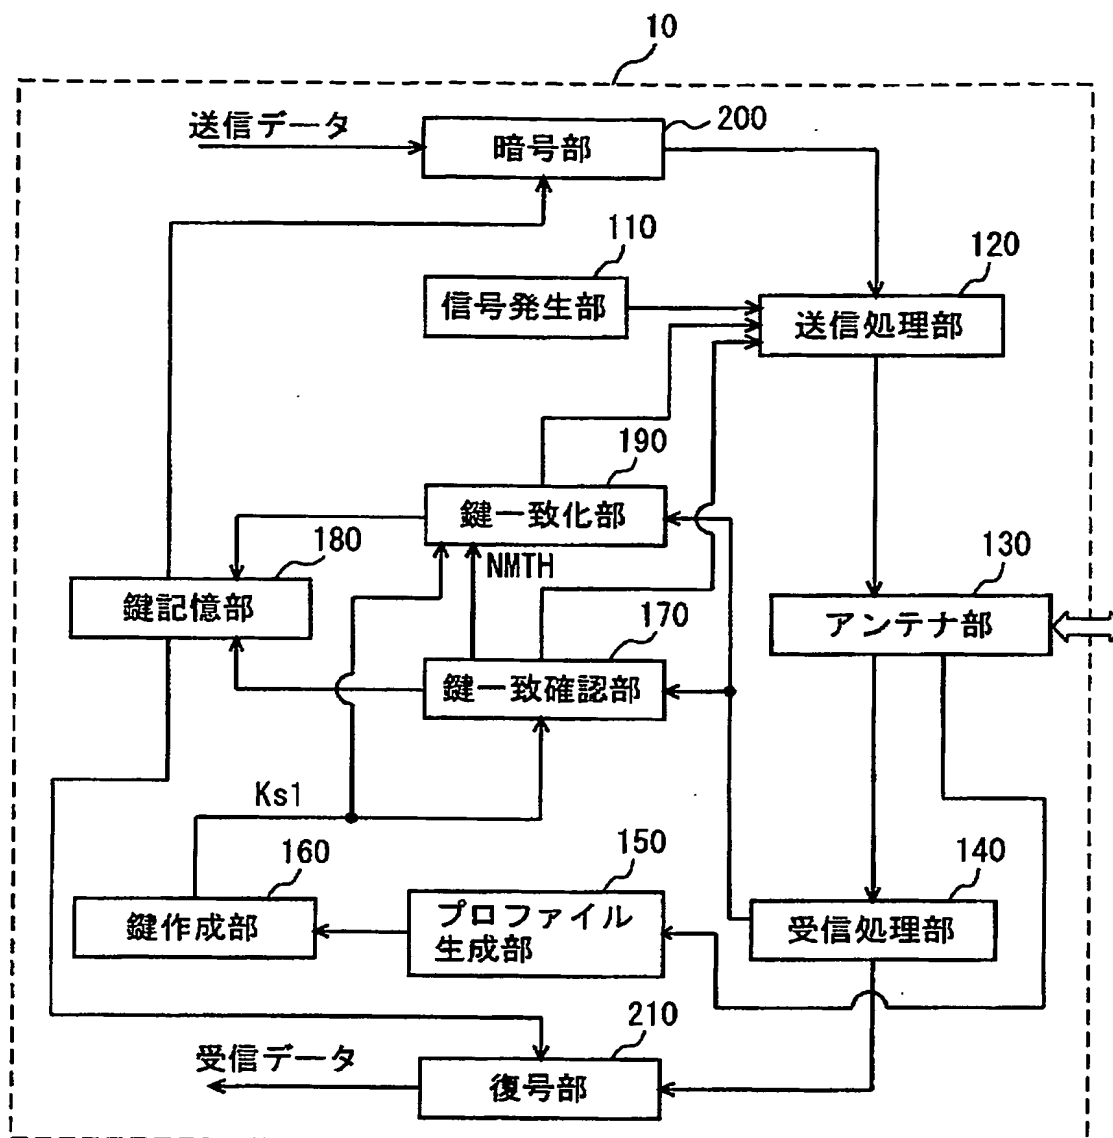 10
送信データ
200
暗号部
110
信号発生部
120
送信処理部
190
鍵一致化部
180
鍵記憶部
NMTH
130
アンテナ部
170
鍵一致確認部
Ks1
160
鍵作成部
150
プロファイル
生成部
140
受信処理部
210
受信データ
復号部